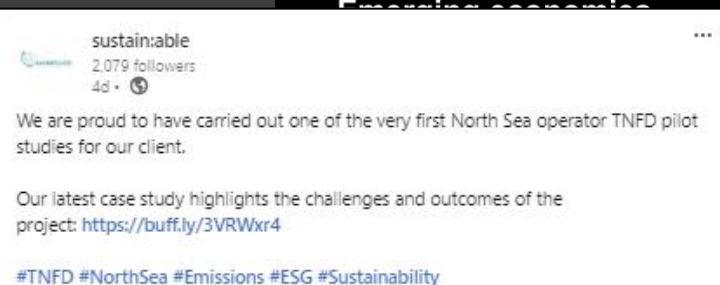 Emerging economies
sustain:able
2,079 followers
4d •
We are proud to have carried out one of the very first North Sea operator TNFD pilot
studies for our client.
Our latest case study highlights the challenges and outcomes of the
project: https://buff.ly/3VRWxr4
#TNFD #NorthSea #Emissions #ESG #Sustainability